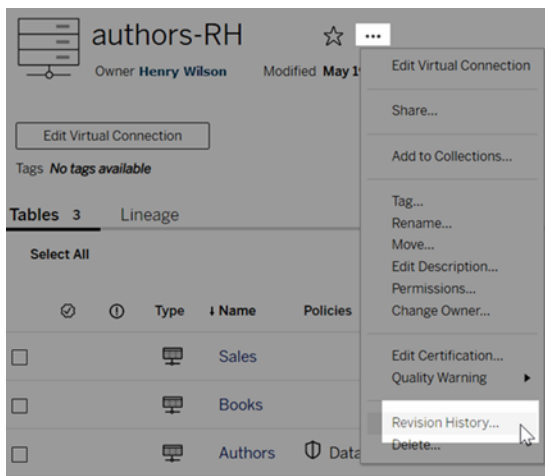 authors-RH
Owner Henry Wilson Modified May 1
Edit Virtual Connection
Tags No tags available
Tables 3 Lineage
Select All
Type ↓ Name Policies
Sales
Books
Authors Data
...
Edit Virtual Connection
Share...
Add to Collections...
Tag...
Rename...
Move...
Edit Description...
Permissions...
Change Owner...
Edit Certification...
Quality Warning
Revision History...
Delete...